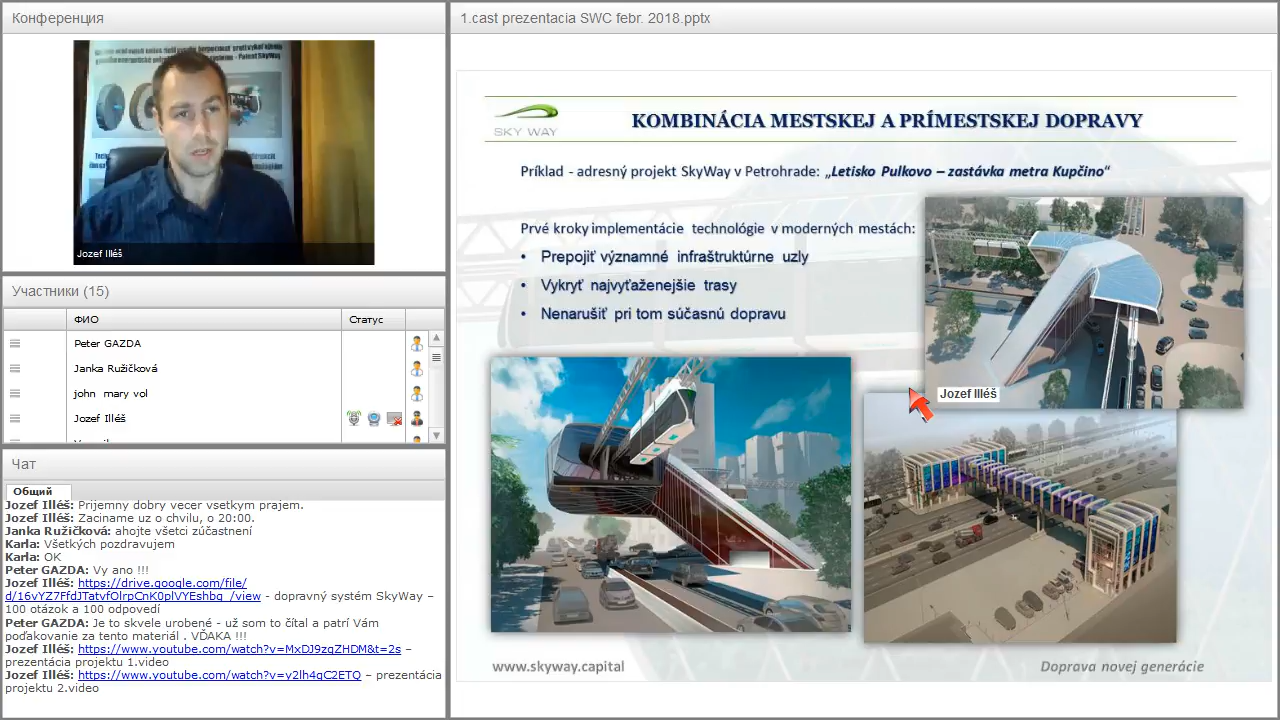 Конференция
Jozef Illéš
Участники (15)
ФИО
Статус
Peter GAZDA
Janka Ružičková
john mary vol
Jozef Illéš
Чат
Общий
Jozef Illéš: Prijemny dobry vecer vsetkym prajem.
Jozef Illéš: Zaciname uz o chvilu, o 20:00.
Janka Ružičková: ahojte všetci zúčastnení
Karla: Všetkých pozdravujem
Karla: OK
Peter GAZDA: Vy ano !!!
Jozef Illéš: https://drive.google.com/file/
d/16vYZ7FfdJTatvfOlrpCnK0plVYEshbq_/view - dopravný systém SkyWay –
100 otázok a 100 odpovedí
Peter GAZDA: Je to skvele urobené - už som to čítal a patrí Vám
poďakovanie za tento materiál . VĎAKA !!!
Jozef Illéš: https://www.youtube.com/watch?v=MxDJ9zqZHDM&t=2s –
prezentácia projektu 1.video
Jozef Illéš: https://www.youtube.com/watch?v=y2lh4qC2ETQ – prezentácia
projektu 2.video
1.cast prezentacia SWC febr. 2018.pptx
SKY WAY
KOMBINÁCIA MESTSKEJ A PRÍMESTSKEJ DOPRAVY
Príklad - adresný projekt SkyWay v Petrohrade: „Letisko Pulkovo – zastávka metra Kupčino“
Prvé kroky implementácie technológie v moderných mestách:
• Prepojiť významné infraštruktúrne uzly
• Vykryť najvyťaženejšie trasy
• Nenarušiť pri tom súčasnú dopravu
Jozef Illéš
www.skyway.capital
Doprava novej generácie